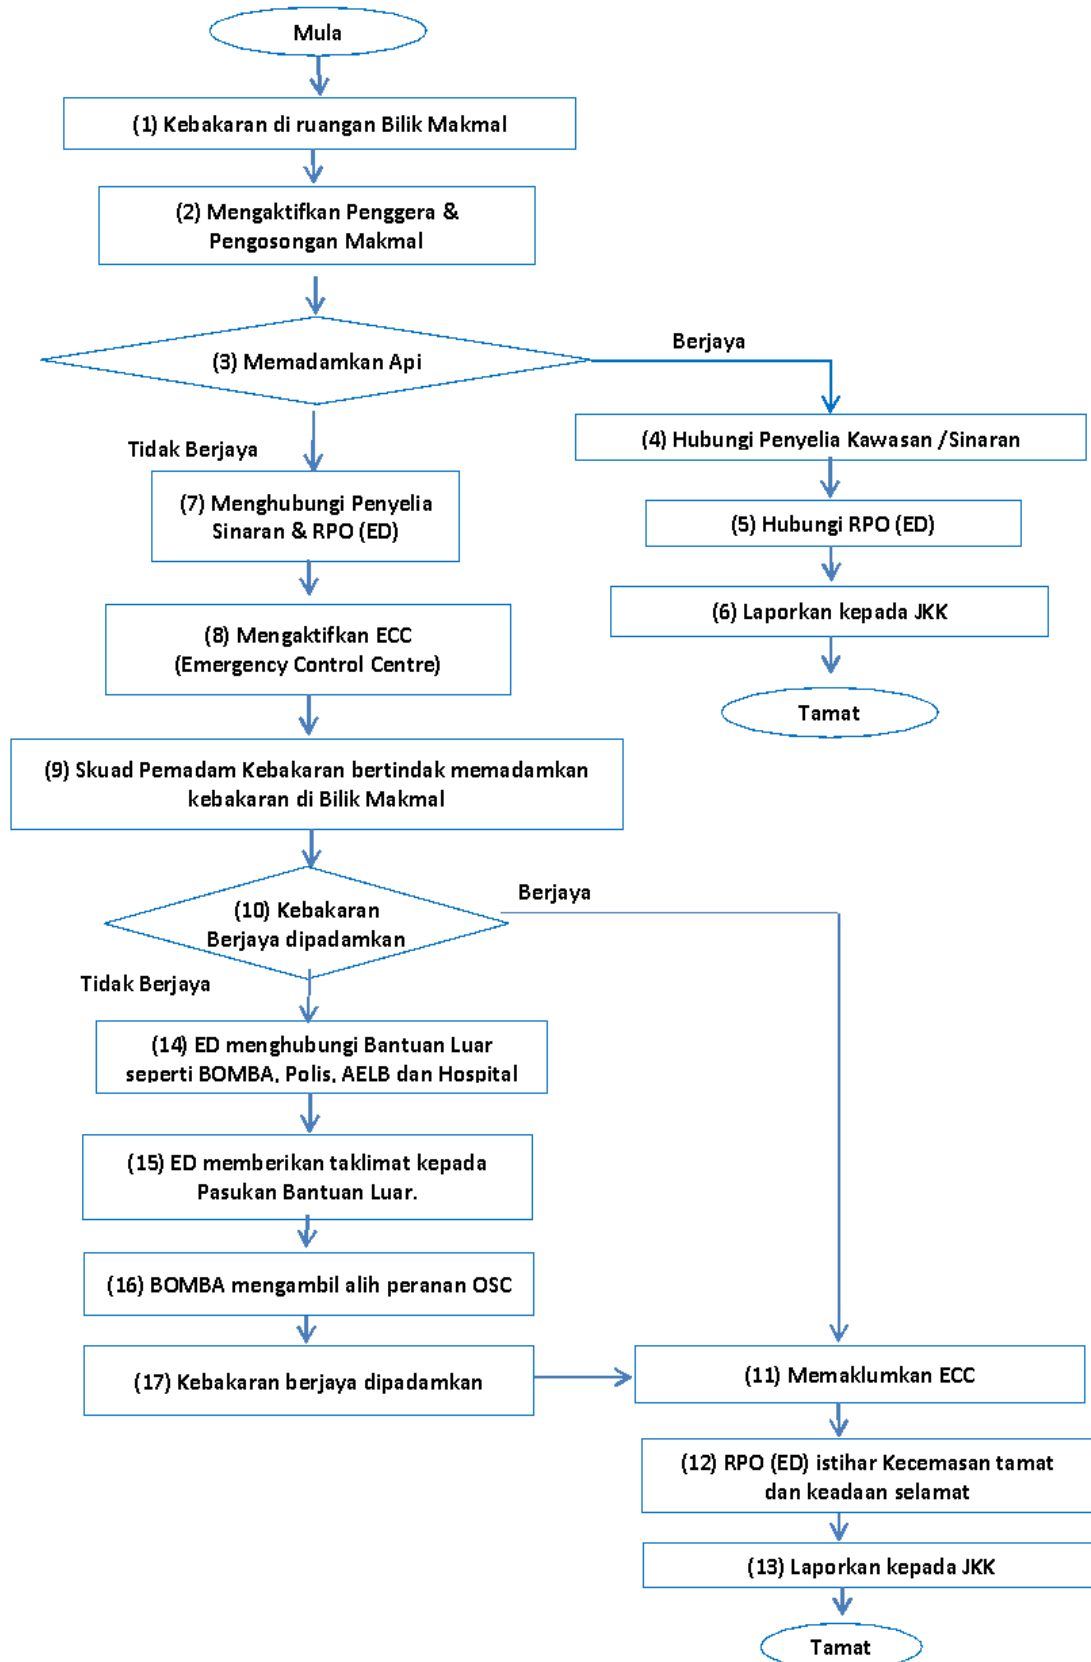 Mula
(1) Kebakaran di ruangan Bilik Makmal
(2) Mengaktifkan Penggera &
Pengosongan Makmal
(3) Memadamkan Api
Berjaya
(4) Hubungi Penyelia Kawasan /Sinaran
(5) Hubungi RPO (ED)
(6) Laporkan kepada JKK
Tamat
Tidak Berjaya
(7) Menghubungi Penyelia
Sinaran & RPO (ED)
(8) Mengaktifkan ECC
(Emergency Control Centre)
(9) Skuad Pemadam Kebakaran bertindak memadamkan
kebakaran di Bilik Makmal
(10) Kebakaran
Berjaya dipadamkan
Berjaya
Tidak Berjaya
(14) ED menghubungi Bantuan Luar
seperti BOMBA, Polis, AELB dan Hospital
(15) ED memberikan taklimat kepada
Pasukan Bantuan Luar.
(16) BOMBA mengambil alih peranan OSC
(17) Kebakaran berjaya dipadamkan
(11) Memaklumkan ECC
(12) RPO (ED) istihar Kecemasan tamat
dan keadaan selamat
(13) Laporkan kepada JKK
Tamat